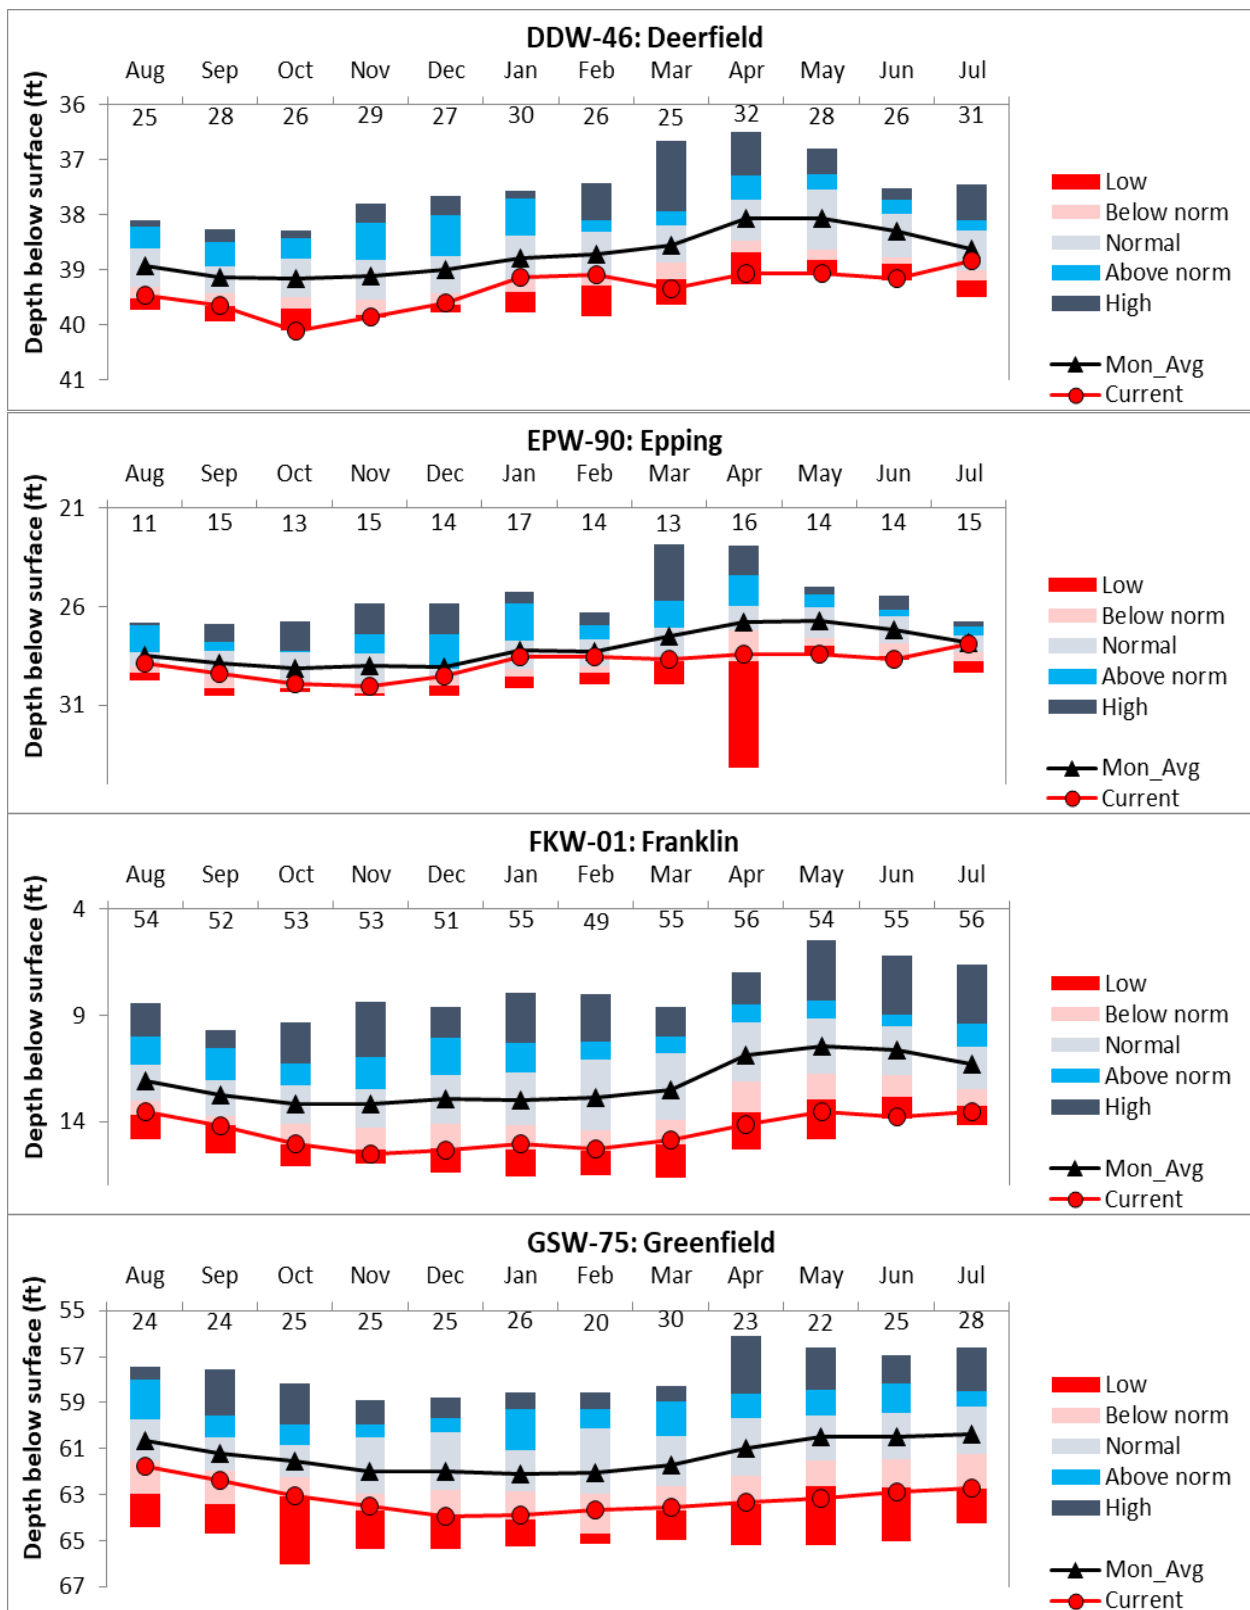 DDW-46: Deerfield
Aug Sep Oct Nov Dec Jan Feb Mar Apr May Jun Jul
Depth below surface (ft)
36
25 28 26 29 27 30 26 25 32 28 26 31
37
38
39
40
41
Low
Below norm
Normal
Above norm
High
Mon_Avg
Current
EPW-90: Epping
Aug Sep Oct Nov Dec Jan Feb Mar Apr May Jun Jul
Depth below surface (ft)
21
11 15 13 15 14 17 14 13 16 14 14 15
26
31
Low
Below norm
Normal
Above norm
High
Mon_Avg
Current
FKW-01: Franklin
Aug Sep Oct Nov Dec Jan Feb Mar Apr May Jun Jul
Depth below surface (ft)
4
54 52 53 53 51 55 49 55 56 54 55 56
9
14
Low
Below norm
Normal
Above norm
High
Mon_Avg
Current
GSW-75: Greenfield
Aug Sep Oct Nov Dec Jan Feb Mar Apr May Jun Jul
Depth below surface (ft)
55
24 24 25 25 25 26 20 30 23 22 25 28
57
59
61
63
65
67
Low
Below norm
Normal
Above norm
High
Mon_Avg
Current